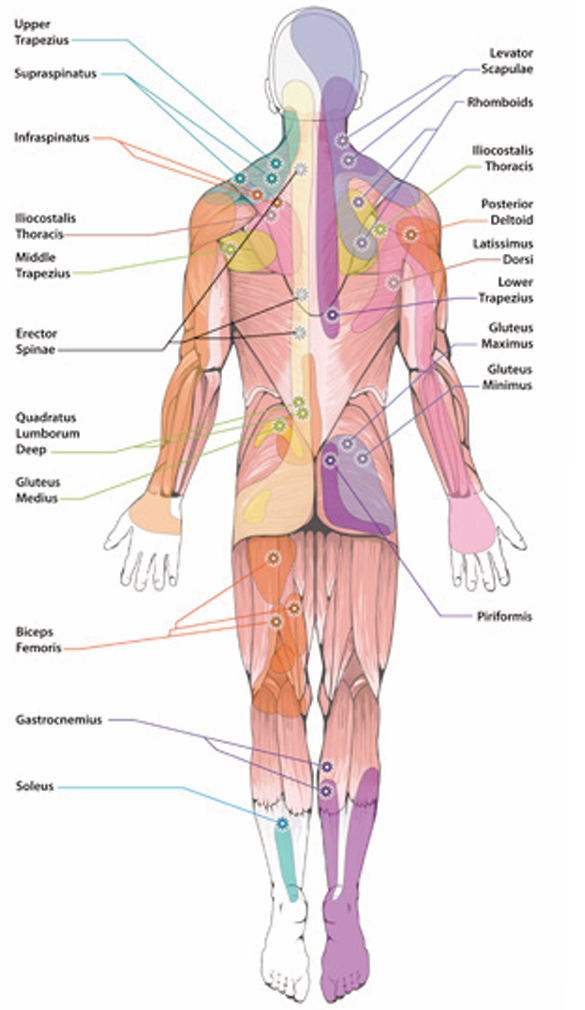 Upper
Trapezius
Supraspinatus
Infraspinatus
Iliocostalis
Thoracis
Middle
Trapezius
Erector
Spinae
Quadratus
Lumborum
Deep
Gluteus
Medius
Biceps
Femoris
Gastrocnemius
Soleus
Levator
Scapulae
Rhomboids
Iliocostalis
Thoracis
Posterior
Deltoid
Latissimus
Dorsi
Lower
Trapezius
Gluteus
Maximus
Gluteus
Minimus
Piriformis